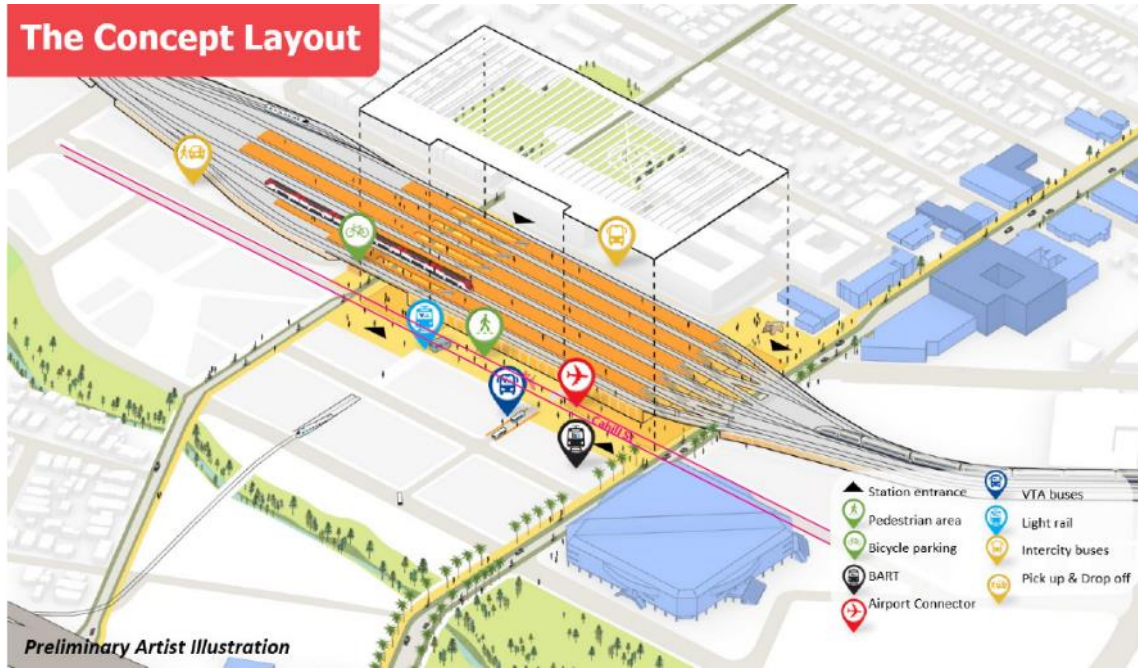 The Concept Layout
Cahill St
Station entrance
Pedestrian area
Bicycle parking
BART
Airport Connector
VTA buses
Light rail
Intercity buses
Pick up & Drop off
Preliminary Artist Illustration